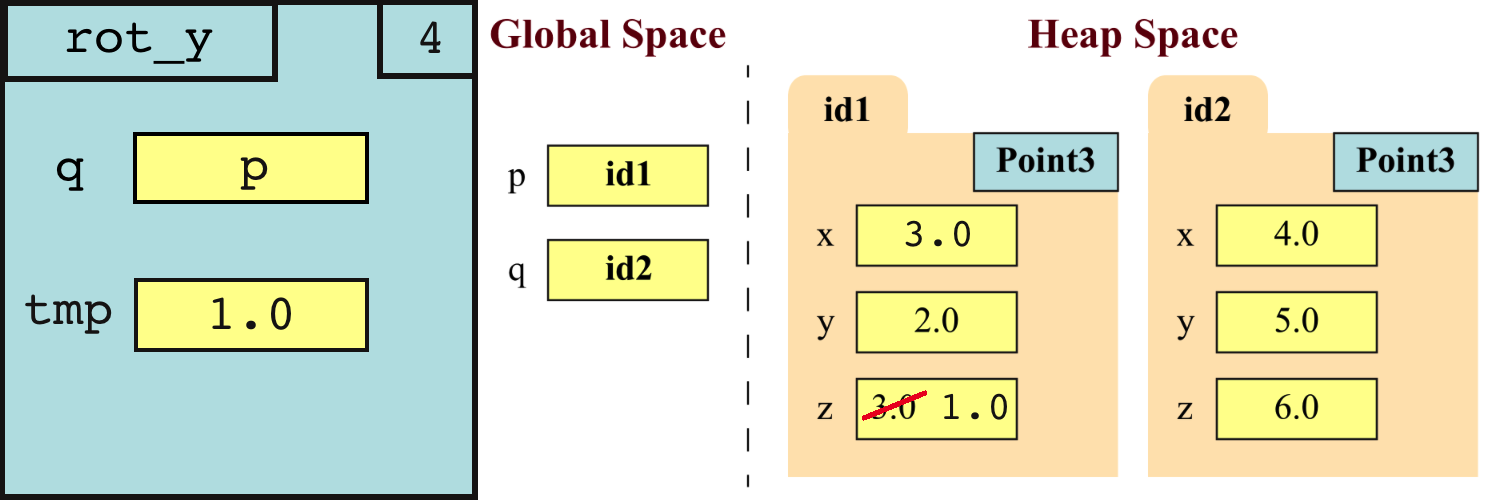 rot_y 4
q p
tmp 1.0
Global Space
p id1
q id2
Heap Space
id1
Point3
x 3.0
y 2.0
z 3.0 1.0
id2
Point3
x 4.0
y 5.0
z 6.0